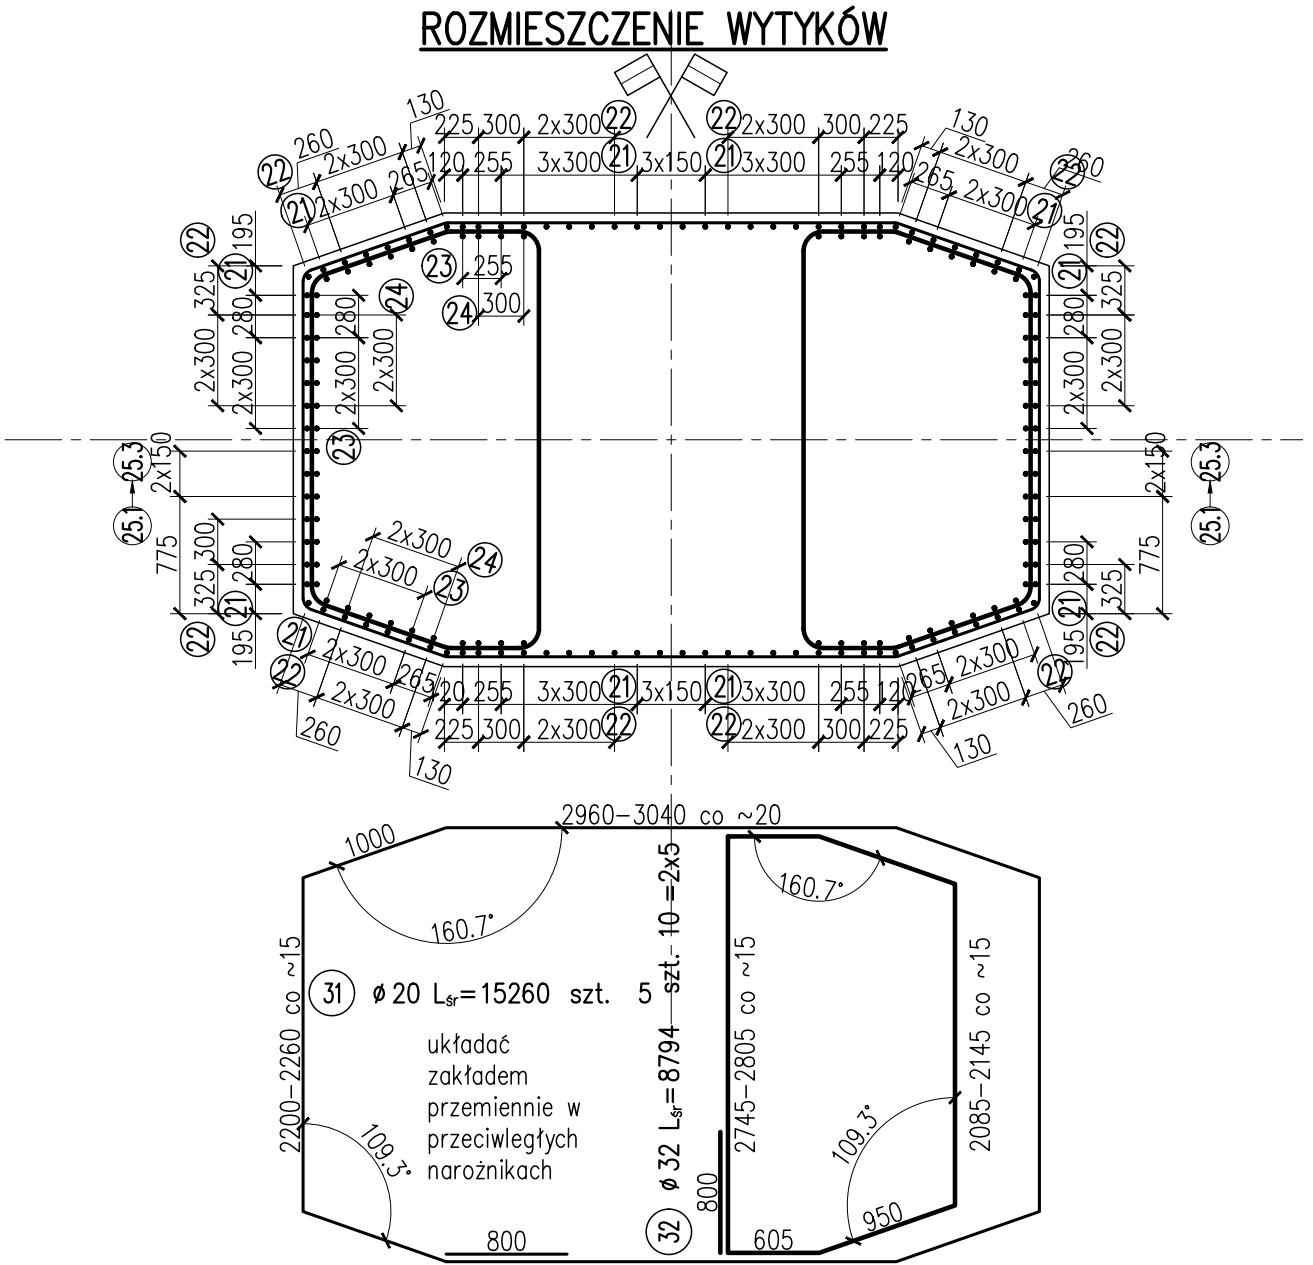 ROZMIESZCZENIE WYTYKÓW
130
225 300 2x300 22
22 2x300 300 225
130
260
2x300
2x300
260
22
22
120 255 3x300 21 3x150 21 3x300 255 120
265
265
21
2x300
2x300
21
22
195
195
22
21
21
23
255
24
24
300
325
280
280
280
325
2x300
2x300
2x300
2x300
2x300
2x300
23
25.3
2x150
2x150
25.3
25.1
25.1
775
300
280
325
21
195
22
2x300
24
2x300
23
775
280
325
21
195
22
21
2x300
265
22
2x300
260
130
120 255 3x300 21 3x150 21 3x300 255 120
225 300 2x300 22
22 2x300 300 225
265
2x300
22
2x300
260
130
2960-3040 co ~20
1000
160.7°
160.7°
2200-2260 co ~15
31 ø20 Lśr=15260 szt. 5
układać
zakładem
przemiennie w
przeciwległych
narożnikach
109.3°
800
32 ø32 Lśr=8794 szt. 10=2x5
800
2745-2805 co ~15
2085-2145 co ~15
109.3°
605
950